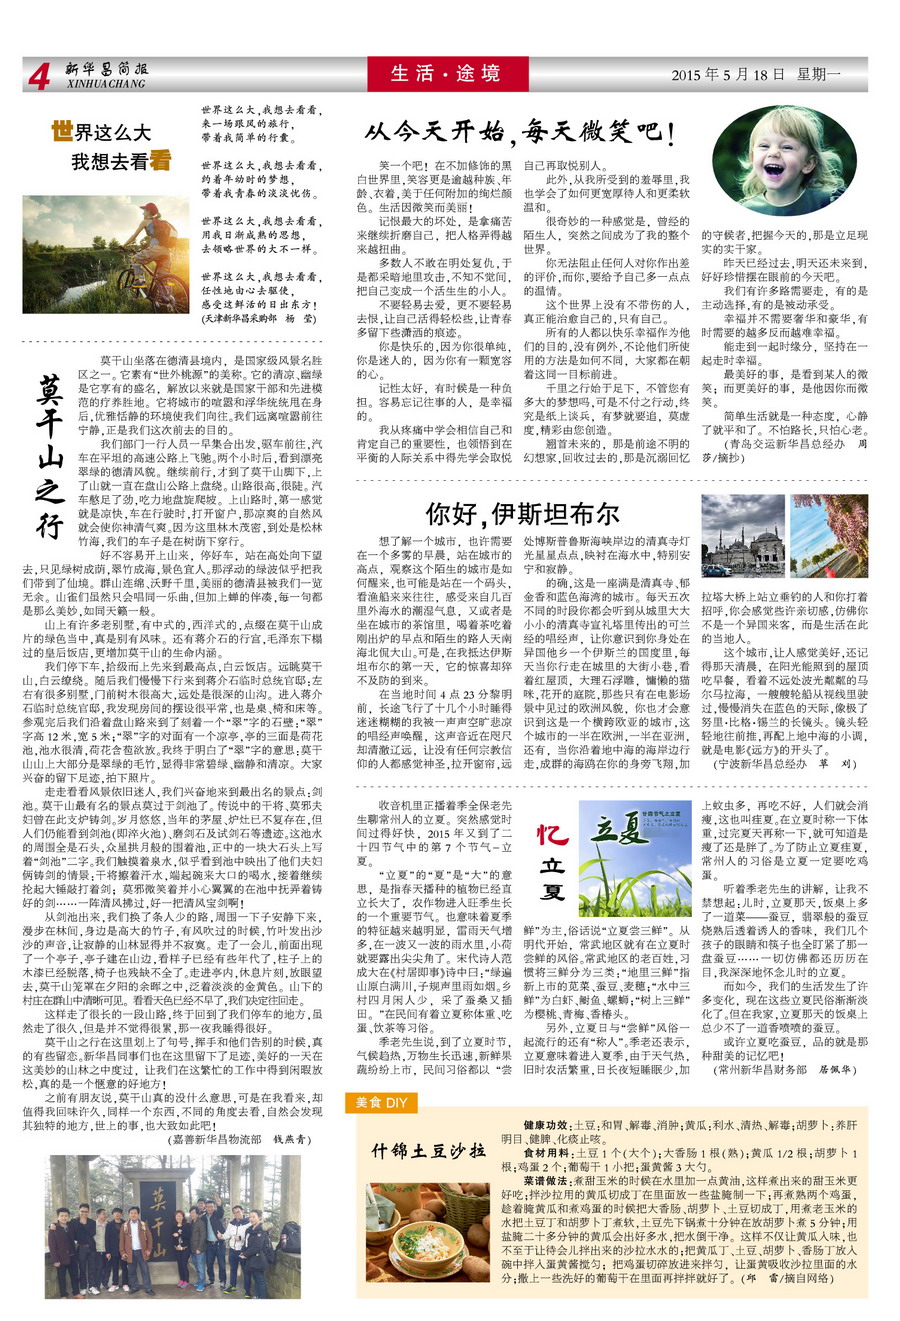 4
新华昌简报
XINHUACHANG
生活·途境
2015年5月18日 星期一
世界这么大
我想去看看
世界这么大,我想去看看,
来一场跟风的旅行,
带着我简单的行囊。
世界这么大,我想去看看,
约着年幼时的梦想,
带着我青春的淡淡忧伤。
世界这么大,我想去看看,
用我日渐成熟的思想,
去领略世界的大不一样。
世界这么大,我想去看看,
任性地由心去驱使,
感受这鲜活的日出东方!
(天津新华昌采购部 杨 莹)
莫干山之行
莫干山坐落在德清县境内，是国家级风景名胜
区之一。它素有“世外桃源”的美称。它的清凉、幽绿
是它享有的盛名，解放以来就是国家干部和先进模
范的疗养胜地。它将城市的喧嚣和浮华统统甩在身
后,优雅恬静的环境使我们向往。我们远离喧嚣前往
宁静,正是我们这次前去的目的。
我们部门一行人员一早集合出发,驱车前往,汽
车在平坦的高速公路上飞驰。两个小时后,看到漂亮
翠绿的德清风貌。继续前行,才到了莫干山脚下,上
了山就一直在盘山公路上盘绕。山路很高,很陡。汽
车憋足了劲,吃力地盘旋爬坡。上山路时,第一感觉
就是凉快,车在行驶时,打开窗户,那凉爽的自然风
就会使你神清气爽。因为这里林木茂密,到处是松林
竹海,我们的车子是在树荫下穿行。
好不容易开上山来，停好车，站在高处向下望
去,只见绿树成荫,翠竹成海,景色宜人。那浮动的绿波似乎把我
们带到了仙境。群山连绵、沃野千里,美丽的德清县被我们一览
无余。山雀们虽然只会唱同一乐曲,但加上蝉的伴凑,每一句都
是那么美妙,如同天籁一般。
山上有许多老别墅,有中式的,西洋式的,点缀在莫干山成
片的绿色当中,真是别有风味。还有蒋介石的行宫,毛泽东下榻
过的皇后饭店,更增加莫干山的生命内涵。
我们停下车,拾级而上先来到最高点,白云饭店。远眺莫干
山,白云缭绕。随后我们慢慢下行来到蒋介石临时总统官邸;左
右有很多别墅,门前树木很高大,远处是很深的山沟。进人蒋介
石临时总统官邸,我发现房间的摆设很平常,也是桌、椅和床等。
参观完后我们沿着盘山路来到了刻着一个“翠”字的石壁;“翠”
字高12米,宽5米;“翠”字的对面有一个凉亭,亭的三面是荷花
池,池水很清,荷花含苞欲放。我终于明白了“翠”字的意思:莫干
山山上大部分是翠绿的毛竹,显得非常碧绿、幽静和清凉。大家
兴奋的留下足迹,拍下照片。
走走看看风景依旧迷人,我们兴奋地来到最出名的景点:剑
池。莫干山最有名的景点莫过于剑池了。传说中的干将、莫邪夫
妇曾在此支炉铸剑。岁月悠悠,当年的茅屋、炉灶已不复存在,但
人们仍能看到剑池(即淬火池)、磨剑石及试剑石等遗迹。这池水
的周围全是石头,众星拱月般的围着池,正中的一块大石头上写
着“剑池”二字。我们触摸着泉水,似乎看到池中映出了他们夫妇
俩铸剑的情景:干将擦着汗水,端起碗来大口的喝水,接着继续
抡起大锤敲打着剑；莫邪微笑着并小心翼翼的在池中抚弄着铸
好的剑……一阵清风拂过,好一把清风宝剑啊!
从剑池出来,我们换了条人少的路,周围一下子安静下来,
漫步在林间,身边是高大的竹子,有风吹过的时候,竹叶发出沙
沙的声音,让寂静的山林显得并不寂寞。走了一会儿,前面出现
了一个亭子,亭子建在山边,看样子已经有些年代了,柱子上的
木漆已经脱落,椅子也残缺不全了。走进亭内,休息片刻,放眼望
去,莫干山笼罩在夕阳的余晖之中,泛着淡淡的金黄色。山下的
村庄在群山中清晰可见。看看天色已经不早了,我们决定往回走。
这样走了很长的一段山路,终于回到了我们停车的地方,虽
然走了很久,但是并不觉得很累,那一夜我睡得很好。
莫干山之行在这里划上了句号,挥手和他们告别的时候,真
的有些留恋。新华昌同事们也在这里留下了足迹,美好的一天在
这美妙的山林之中度过，让我们在这繁忙的工作中得到闲暇放
松,真的是一个惬意的好地方!
之前有朋友说,莫干山真的没什么意思,可是在我看来,却
值得我回味许久,同样一个东西,不同的角度去看,自然会发现
其独特的地方,世上的事,也大致如此吧!
(嘉善新华昌物流部 钱燕青)
莫干山
从今天开始,每天微笑吧!
笑一个吧！在不加修饰的黑
白世界里,笑容更是逾越种族、年
龄、衣着,美于任何附加的绚烂颜
色。生活因微笑而美丽!
记恨最大的坏处，是拿痛苦
来继续折磨自己，把人格弄得越
来越扭曲。
多数人不敢在明处复仇,于
是都采暗地里攻击,不知不觉间,
把自己变成一个活生生的小人。
不要轻易去爱，更不要轻易
去恨,让自己活得轻松些,让青春
多留下些潇洒的痕迹。
你是快乐的,因为你很单纯,
你是迷人的，因为你有一颗宽容
的心。
记性太好，有时候是一种负
担。容易忘记往事的人，是幸福
的。
我从疼痛中学会相信自己和
肯定自己的重要性，也领悟到在
平衡的人际关系中得先学会取悦
自己再取悦别人。
此外,从我所受到的羞辱里,我
也学会了如何更宽厚待人和更柔软
温和。
很奇妙的一种感觉是，曾经的
陌生人，突然之间成为了我的整个
世界。
你无法阻止任何人对你作出差
的评价,而你,要给予自己多一点点
的温情。
这个世界上没有不带伤的人，
真正能治愈自己的,只有自己。
所有的人都以快乐幸福作为他
们的目的,没有例外,不论他们所使
用的方法是如何不同，大家都在朝
着这同一目标前进。
千里之行始于足下，不管您有
多大的梦想吗,可是不付之行动,终
究是纸上谈兵，有梦就要追，莫虚
度,精彩由您创造。
翘首未来的，那是前途不明的
幻想家,回收过去的,那是沉溺回忆
的守侯者,把握今天的,那是立足现
实的实干家。
昨天已经过去,明天还未来到,
好好珍惜摆在眼前的今天吧。
我们有许多路需要走，有的是
主动选择,有的是被动承受。
幸福并不需要奢华和豪华,有
时需要的越多反而越难幸福。
能走到一起时缘分，坚持在一
起走时幸福。
最美好的事，是看到某人的微
笑；而更美好的事，是他因你而微
笑。
简单生活就是一种态度，心静
了就平和了。不怕路长,只怕心老。
(青岛交运新华昌总经办 周
莎/摘抄)
你好,伊斯坦布尔
想了解一个城市，也许需要
在一个多雾的早晨，站在城市的
高点，观察这个陌生的城市是如
何醒来,也可能是站在一个码头,
看渔船来来往往，感受来自几百
里外海水的潮湿气息，又或者是
坐在城市的茶馆里，喝着茶吃着
刚出炉的早点和陌生的路人天南
海北侃大山。可是,在我抵达伊斯
坦布尔的第一天，它的惊喜却猝
不及防的到来。
在当地时间4点23分黎明
前，长途飞行了十几个小时睡得
迷迷糊糊的我被一声声空旷悲凉
的唱经声唤醒，这声音近在咫尺
却清澈辽远，让没有任何宗教信
仰的人都感觉神圣,拉开窗帘,远
处博斯普鲁斯海峡岸边的清真寺灯
光星星点点,映衬在海水中,特别安
宁和寂静。
的确,这是一座满是清真寺、郁
金香和蓝色海湾的城市。每天五次
不同的时段你都会听到从城里大大
小小的清真寺宣礼塔里传出的可兰
经的唱经声，让你意识到你身处在
异国他乡一个伊斯兰的国度里,每
天当你行走在城里的大街小巷,看
着红屋顶，大理石浮雕，慵懒的猫
咪,花开的庭院,那些只有在电影场
景中见过的欧洲风貌，你也才会意
识到这是一个横跨欧亚的城市,这
个城市的一半在欧洲,一半在亚洲,
还有，当你沿着地中海的海岸边行
走,成群的海鸥在你的身旁飞翔,加
拉塔大桥上站立垂钓的人和你打着
招呼,你会感觉些许亲切感,仿佛你
不是一个异国来客，而是生活在此
的当地人。
这个城市,让人感觉美好,还记
得那天清晨，在阳光能照到的屋顶
吃早餐，看着不远处波光粼粼的马
尔马拉海，一艘艘轮船从视线里驶
过,慢慢消失在蓝色的天际,像极了
努里·比格·锡兰的长镜头。镜头轻
轻地往前推,再配上地中海的小调,
就是电影《远方》的开头了。
(宁波新华昌总经办 草 刈)
收音机里正播着季全保老先
生聊常州人的立夏。突然感觉时
间过得好快，2015年又到了二
十四节气中的第7个节气-立
夏。
“立夏”的“夏”是“大”的意
思，是指春天播种的植物已经直
立长大了，农作物进入旺季生长
的一个重要节气。也意味着夏季
的特征越来越明显，雷雨天气增
多,在一波又一波的雨水里,小荷
就要露出尖尖角了。宋代诗人范
成大在《村居即事》诗中曰:“绿遍
山原白满川,子规声里雨如烟。乡
村四月闲人少，采了蚕桑又插
田。”在民间有着立夏称体重、吃
蛋、饮茶等习俗。
季老先生说,到了立夏时节,
气候趋热,万物生长迅速,新鲜果
蔬纷纷上市，民间习俗都以“尝
忆立夏
廿四节气之立夏
立夏
鲜”为主,俗话说“立夏尝三鲜”。从
明代开始，常武地区就有在立夏时
尝鲜的风俗。常武地区的老百姓,习
惯将三鲜分为三类:“地里三鲜”指
新上市的苋菜、蚕豆、麦穗;“水中三
鲜”为白虾、鮰鱼、螺蛳;“树上三鲜”
为樱桃、青梅、香椿头。
另外,立夏日与“尝鲜”风俗一
起流行的还有“称人”。季老还表示,
立夏意味着进入夏季,由于天气热,
旧时农活繁重,日长夜短睡眠少,加
上蚊虫多，再吃不好，人们就会消
瘦,这也叫疰夏。在立夏时称一下体
重,过完夏天再称一下,就可知道是
瘦了还是胖了。为了防止立夏疰夏,
常州人的习俗是立夏一定要吃鸡
蛋。
听着季老先生的讲解，让我不
禁想起:儿时,立夏那天,饭桌上多
了一道菜——蚕豆，翡翠般的蚕豆
烧熟后透着诱人的香味，我们几个
孩子的眼睛和筷子也全盯紧了那一
盘蚕豆……一切仿佛都还历历在
目,我深深地怀念儿时的立夏。
而如今，我们的生活发生了许
多变化，现在这些立夏民俗渐渐淡
化了。但在我家,立夏那天的饭桌上
总少不了一道香喷喷的蚕豆。
或许立夏吃蚕豆，品的就是那
种甜美的记忆吧!
(常州新华昌财务部 居佩华)
美食DIY
什锦土豆沙拉
健康功效:土豆:和胃、解毒、消肿;黄瓜:利水、清热、解毒;胡萝卜:养肝
明目、健脾、化痰止咳。
食材用料:土豆1个(大个);大香肠1根(熟);黄瓜1/2根;胡萝卜1
根;鸡蛋2个;葡萄干1小把;蛋黄酱3大勺。
菜谱做法:煮甜玉米的时候在水里加一点黄油,这样煮出来的甜玉米更
好吃;拌沙拉用的黄瓜切成丁在里面放一些盐腌制一下;再煮熟两个鸡蛋,
趁着腌黄瓜和煮鸡蛋的时候把大香肠、胡萝卜、土豆切成丁,用煮老玉米的
水把土豆丁和胡萝卜丁煮软,土豆先下锅煮十分钟在放胡萝卜煮5分钟;用
盐腌二十多分钟的黄瓜会出好多水,把水倒干净。这样不仅让黄瓜入味,也
不至于让待会儿拌出来的沙拉水水的;把黄瓜丁、土豆、胡萝卜、香肠丁放入
碗中拌入蛋黄酱搅匀；把鸡蛋切碎放进来拌匀，让蛋黄吸收沙拉里面的水
分;撒上一些洗好的葡萄干在里面再拌拌就好了。(邱 雷/摘自网络)